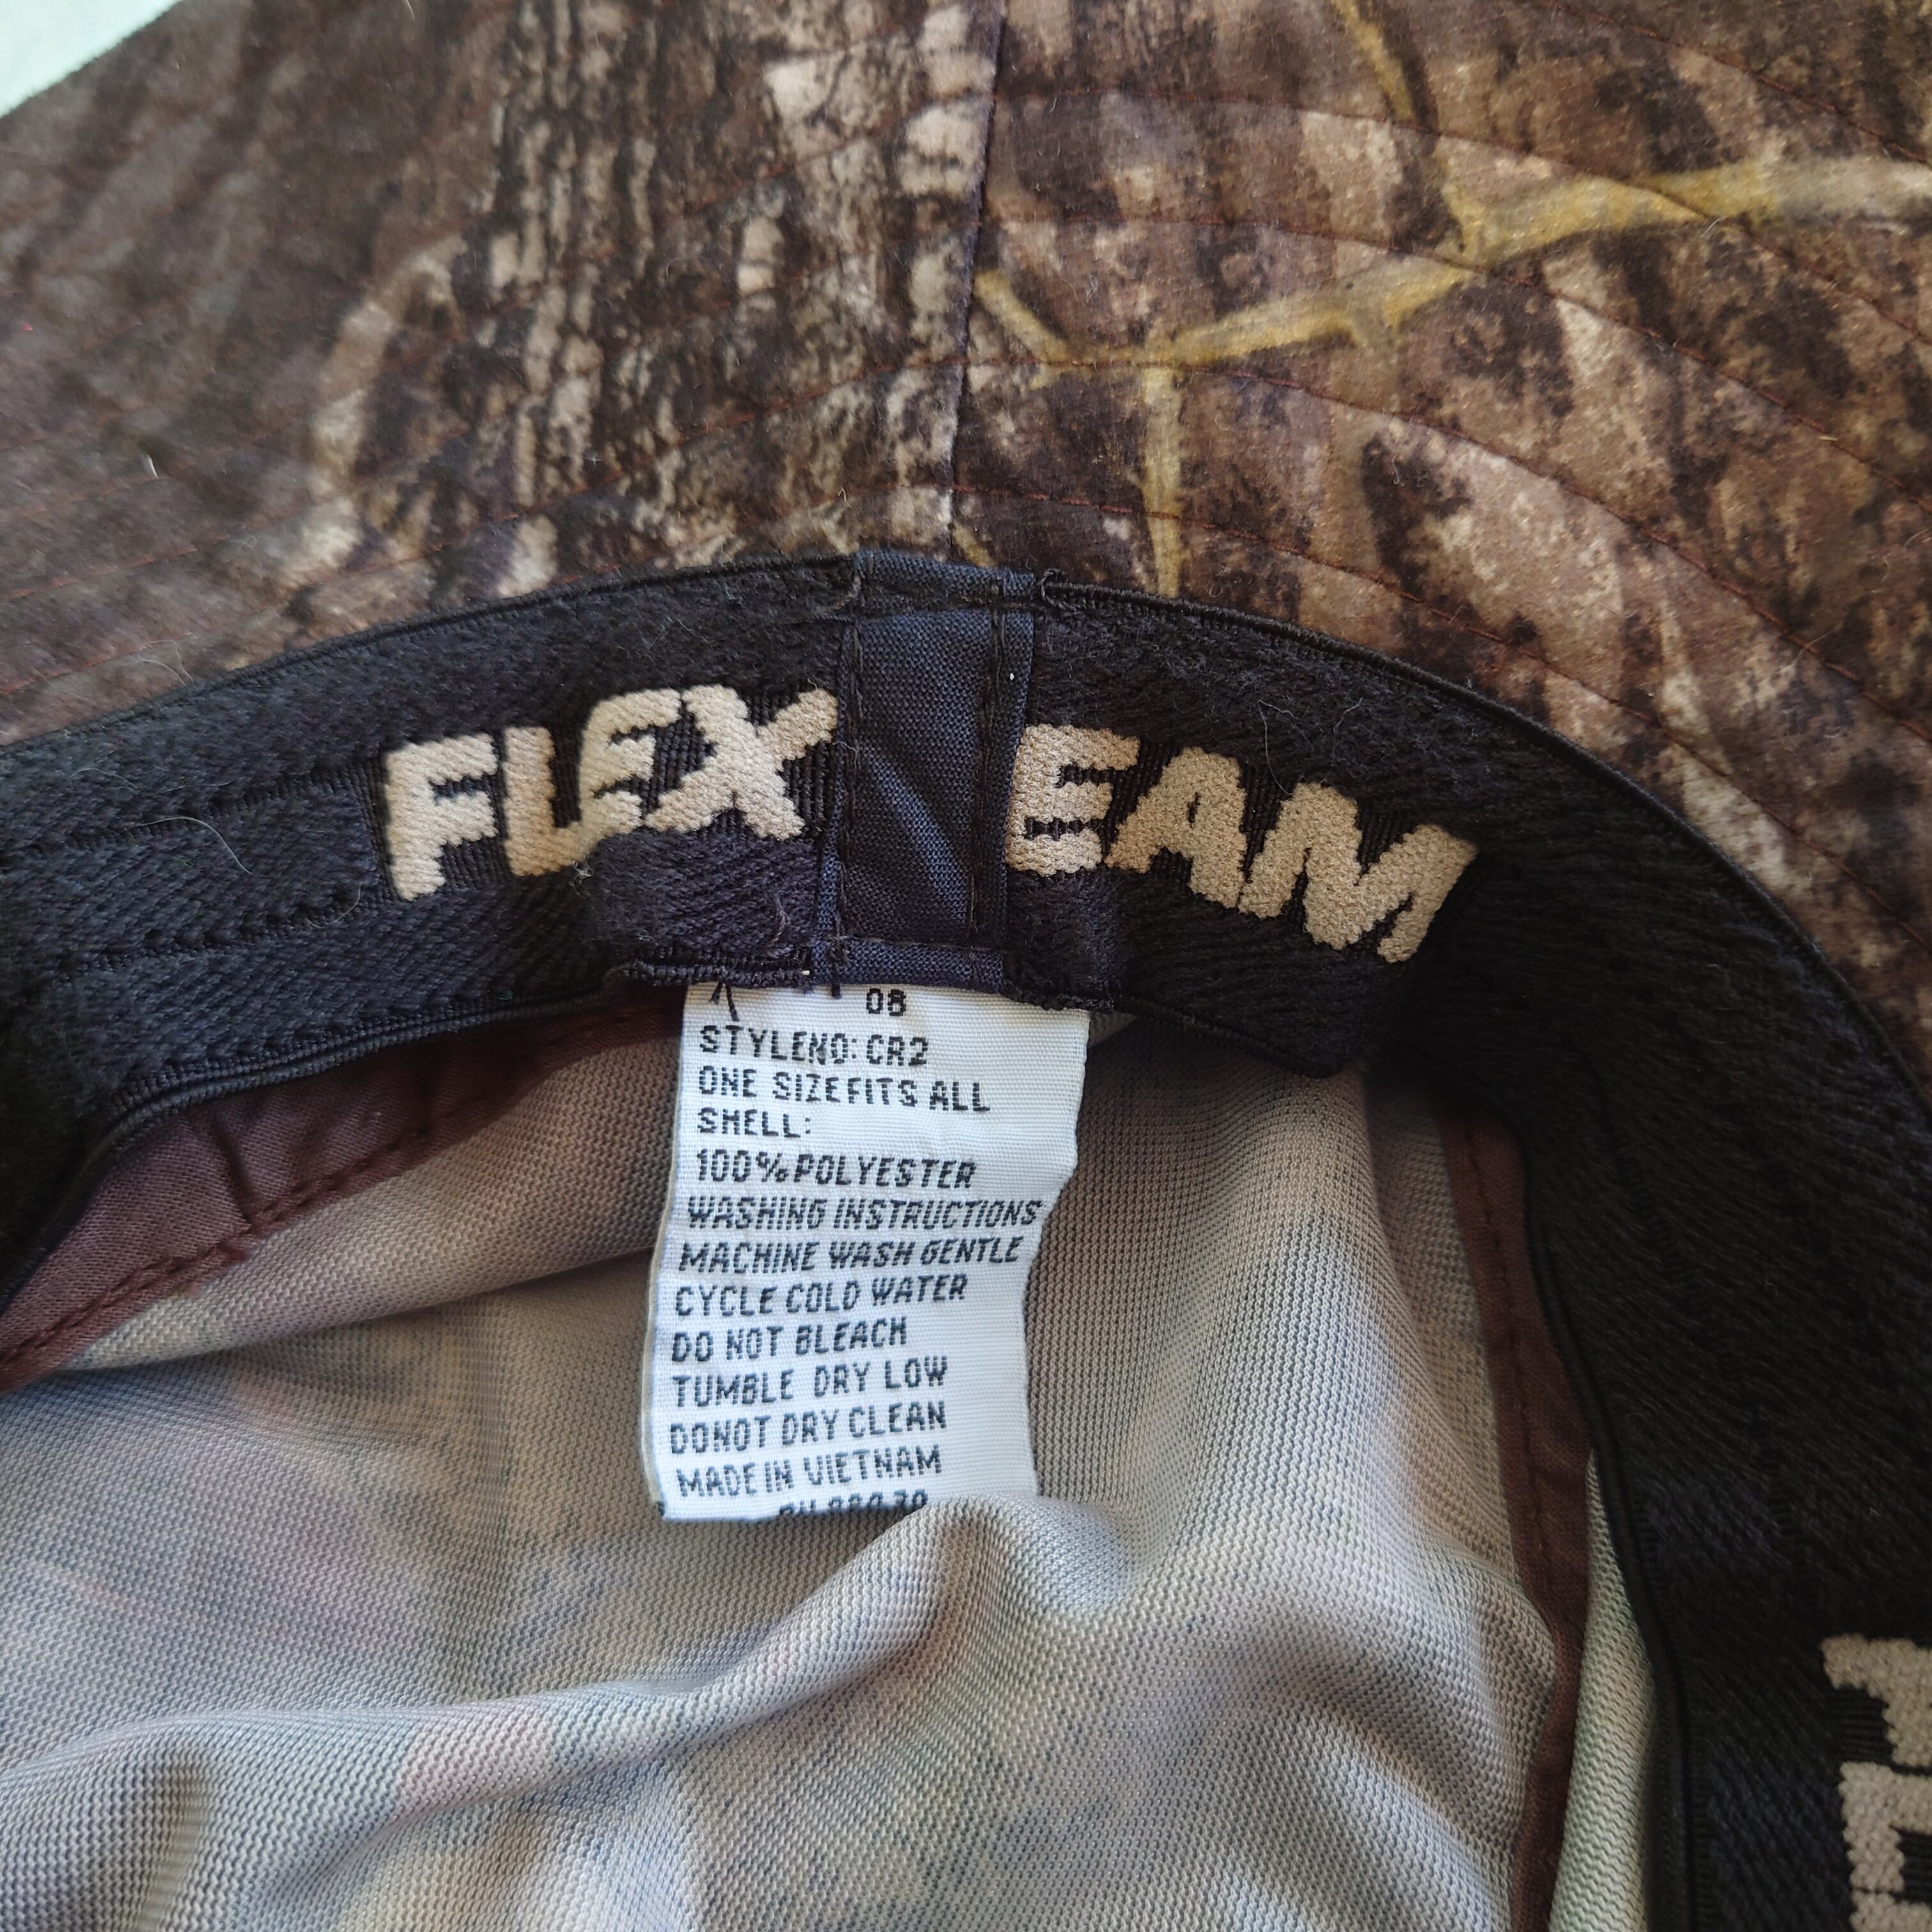 FLEX EAM
08
STYLENO: CR2
ONE SIZEFITS ALL
SHELL:
100%POLYESTER
WASHING INSTRUCTIONS
MACHINE WASH GENTLE
CYCLE COLD WATER
DO NOT BLEACH
TUMBLE DRY LOW
DONOT DRY CLEAN
MADE IN VIETNAM